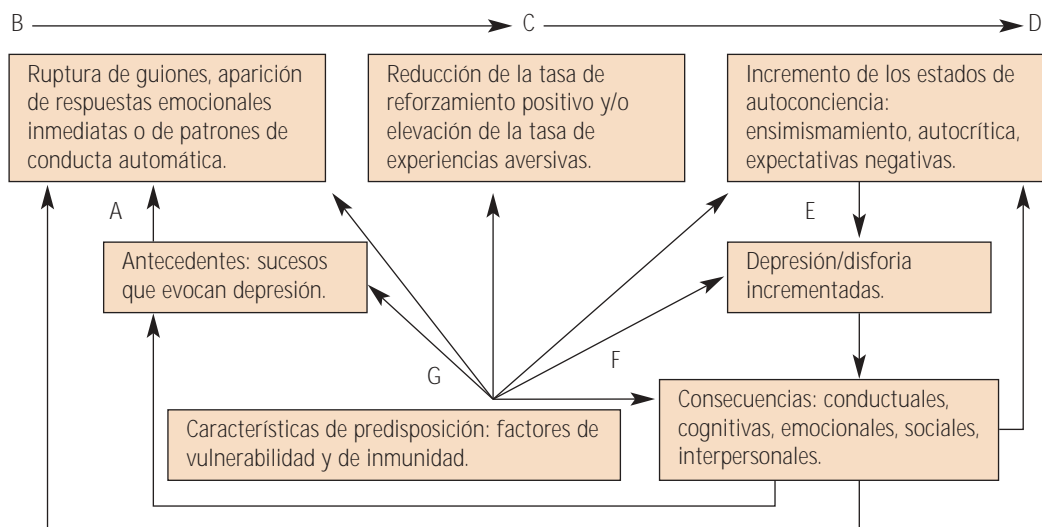 B
C
D
Ruptura de guiones, aparición
de respuestas emocionales
inmediatas o de patrones de
conducta automática.
Reducción de la tasa de
reforzamiento positivo y/o
elevación de la tasa de
experiencias aversivas.
Incremento de los estados de
autoconciencia:
ensimismamiento, autocrítica,
expectativas negativas.
A
E
Antecedentes: sucesos
que evocan depresión.
Depresión/disforia
incrementadas.
G
F
Características de predisposición: factores de
vulnerabilidad y de inmunidad.
Consecuencias: conductuales,
cognitivas, emocionales, sociales,
interpersonales.